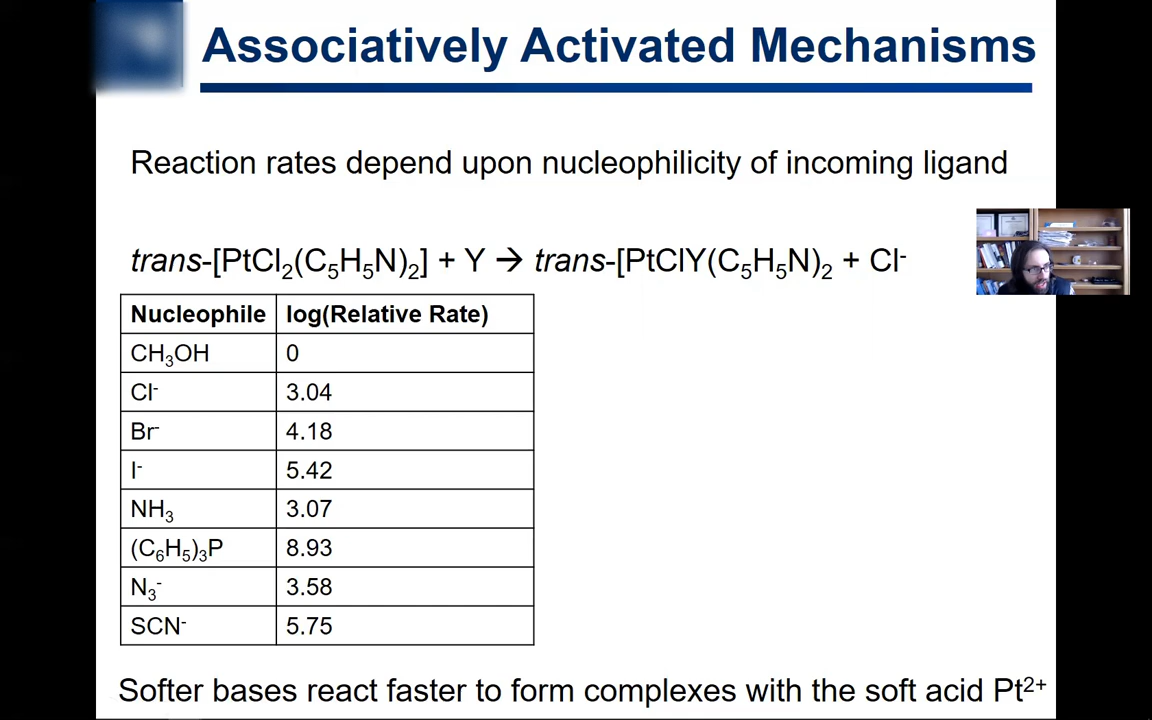 Associatively Activated Mechanisms
Reaction rates depend upon nucleophilicity of incoming ligand
trans-[PtCl₂(C₅H₅N)₂] + Y → trans-[PtClY(C₅H₅N)₂ + Cl⁻
Nucleophile log(Relative Rate)
CH₃OH 0
Cl⁻ 3.04
Br⁻ 4.18
I⁻ 5.42
NH₃ 3.07
(C₆H₅)₃P 8.93
N₃⁻ 3.58
SCN⁻ 5.75
Softer bases react faster to form complexes with the soft acid Pt²⁺